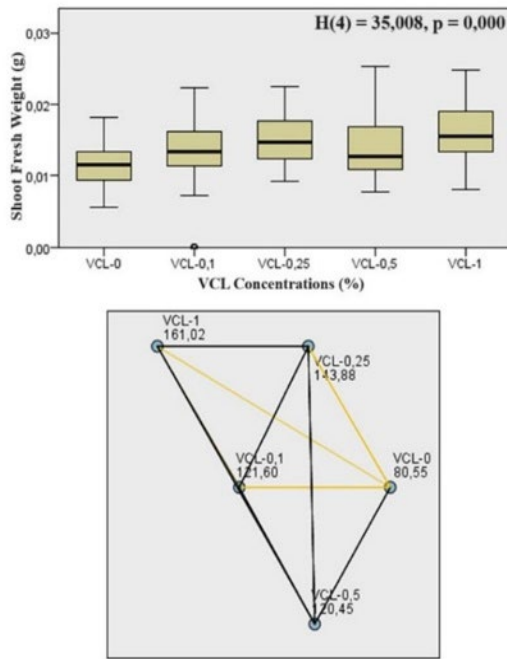 H(4) = 35,008, p = 0,000
Shoot Fresh Weight (g)
0,03
0,02
0,01
0,00
VCL-0 VCL-0,1 VCL-0,25 VCL-0,5 VCL-1
VCL Concentrations (%)
VCL-1
161,02
VCL-0,25
143,88
VCL-0,1
121,60
VCL-0
80,55
VCL-0,5
120,45